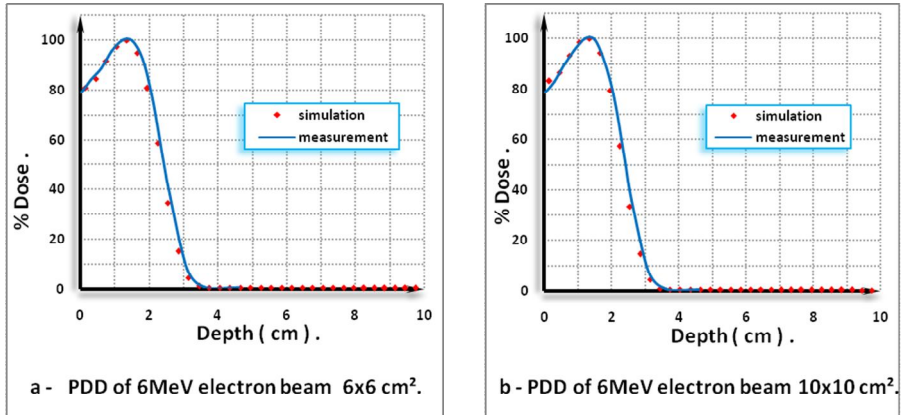 % Dose .
100
80
60
40
20
0
simulation
measurement
0 2 4 6 8 10
Depth ( cm ) .
a - PDD of 6MeV electron beam 6x6 cm².
% Dose .
100
80
60
40
20
0
simulation
measurement
0 2 4 6 8 10
Depth ( cm ) .
b - PDD of 6MeV electron beam 10x10 cm².